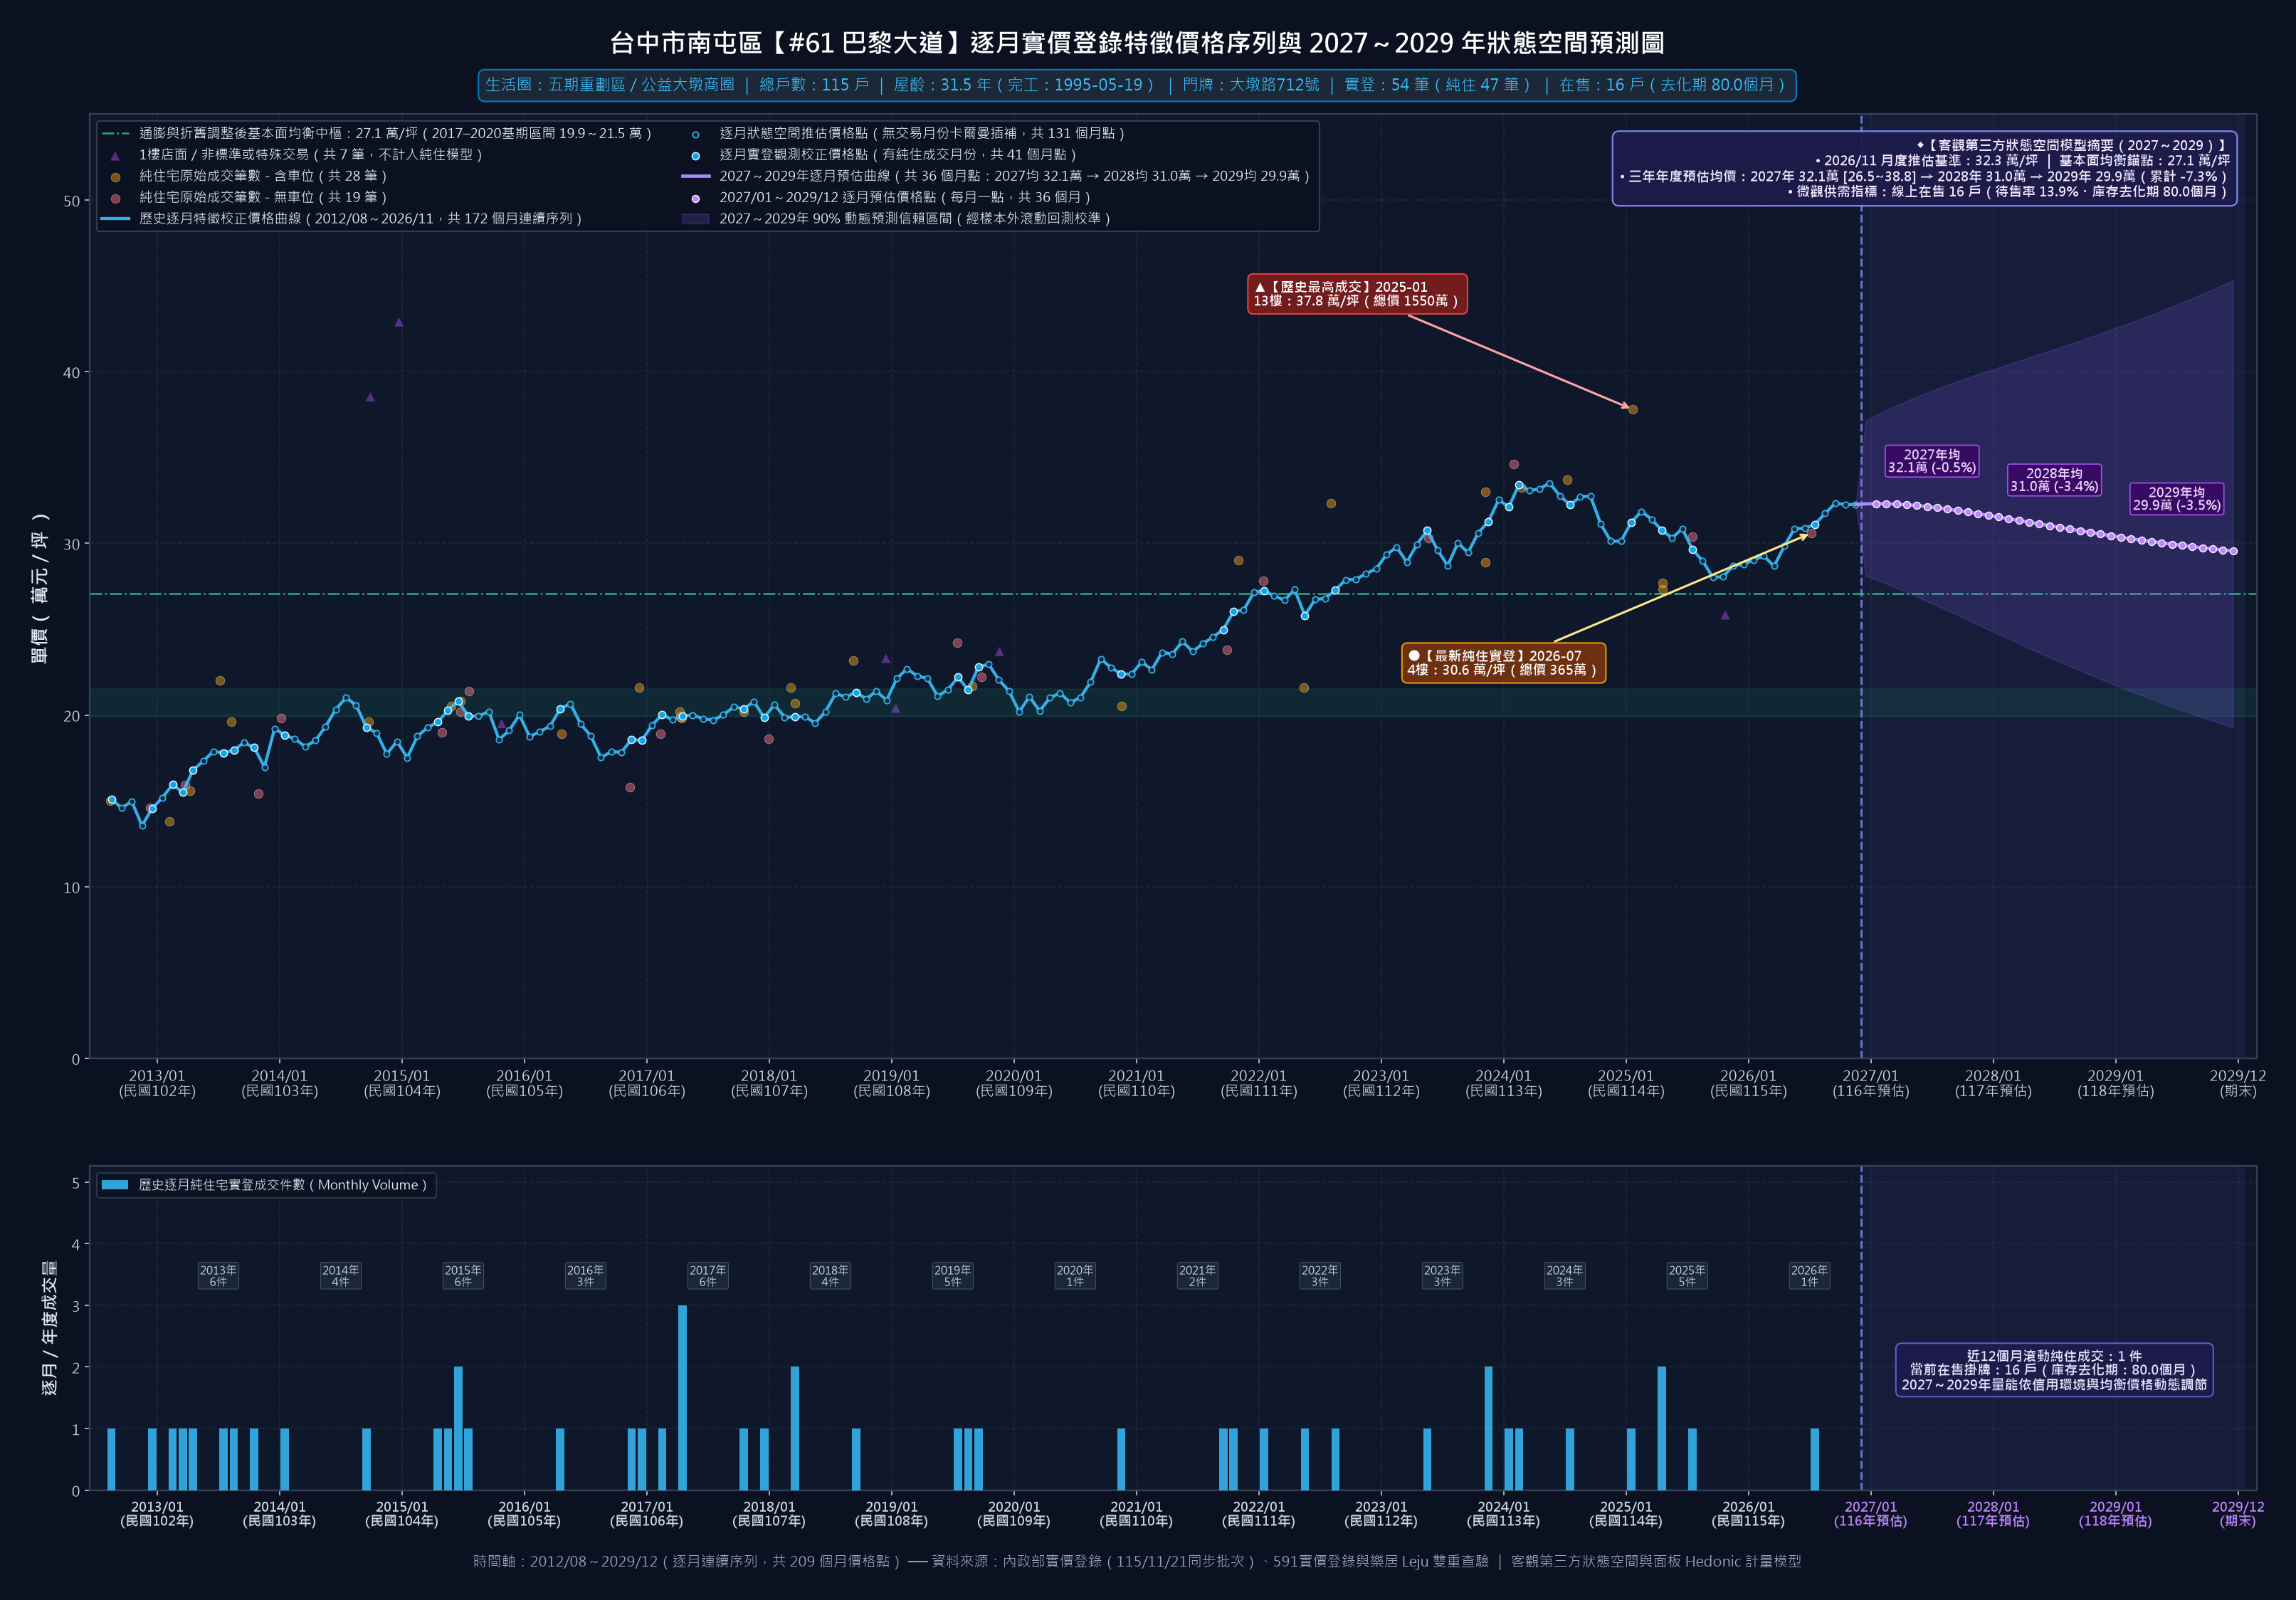 台中市南屯區【#61 巴黎大道】逐月實價登錄特徵價格序列與 2027～2029 年狀態空間預測圖
生活圈：五期重劃區 / 公益大墩商圈 ｜ 總戶數：115 戶 ｜ 屋齡：31.5 年（完工：1995-05-19） ｜ 門牌：大墩路712號 ｜ 實登：54 筆（純住 47 筆） ｜ 在售：16 戶（去化期 80.0個月）
通膨與折舊調整後基本面均衡中樞：27.1 萬/坪（2017–2020基期區間 19.9～21.5 萬）
1樓店面 / 非標準或特殊交易（共 7 筆，不計入純住模型）
純住宅原始成交筆數 - 含車位（共 28 筆）
純住宅原始成交筆數 - 無車位（共 19 筆）
歷史逐月特徵校正價格曲線（2012/08～2026/11，共 172 個月連續序列）
逐月狀態空間推估價格點（無交易月份卡爾曼插補，共 131 個月點）
逐月實登觀測校正價格點（有純住成交月份，共 41 個月點）
2027～2029年逐月預估曲線（共 36 個月點：2027均 32.1萬 → 2028均 31.0萬 → 2029均 29.9萬）
2027/01～2029/12 逐月預估價格點（每月一點，共 36 個月）
2027～2029年 90% 動態預測信賴區間（經樣本外滾動回測校準）
◆【客觀第三方狀態空間模型摘要（2027～2029）】
• 2026/11 月度推估基準：32.3 萬/坪 ｜ 基本面均衡錨點：27.1 萬/坪
• 三年年度預估均價：2027年 32.1萬 [26.5~38.8] → 2028年 31.0萬 → 2029年 29.9萬（累計 -7.3%）
• 微觀供需指標：線上在售 16 戶（待售率 13.9%．庫存去化期 80.0個月）
▲【歷史最高成交】2025-01
13樓：37.8 萬/坪（總價 1550萬）
2027年均
32.1萬 (-0.5%)
2028年均
31.0萬 (-3.4%)
2029年均
29.9萬 (-3.5%)
●【最新純住實登】2026-07
4樓：30.6 萬/坪（總價 365萬）
單價（萬元 / 坪）
50
40
30
20
10
0
2013/01 2014/01 2015/01 2016/01 2017/01 2018/01 2019/01 2020/01 2021/01 2022/01 2023/01 2024/01 2025/01 2026/01 2027/01 2028/01 2029/01 2029/12
(民國102年) (民國103年) (民國104年) (民國105年) (民國106年) (民國107年) (民國108年) (民國109年) (民國110年) (民國111年) (民國112年) (民國113年) (民國114年) (民國115年) (116年預估) (117年預估) (118年預估) (期末)
歷史逐月純住宅實登成交件數（Monthly Volume）
逐月 / 年度成交量
5
4
3
2
1
0
2013年 2014年 2015年 2016年 2017年 2018年 2019年 2020年 2021年 2022年 2023年 2024年 2025年 2026年
6件 4件 6件 3件 6件 4件 5件 1件 2件 3件 3件 3件 5件 1件
近12個月滾動純住成交：1 件
當前在售掛牌：16 戶（庫存去化期：80.0個月）
2027～2029年量能依信用環境與均衡價格動態調節
2013/01 2014/01 2015/01 2016/01 2017/01 2018/01 2019/01 2020/01 2021/01 2022/01 2023/01 2024/01 2025/01 2026/01 2027/01 2028/01 2029/01 2029/12
(民國102年) (民國103年) (民國104年) (民國105年) (民國106年) (民國107年) (民國108年) (民國109年) (民國110年) (民國111年) (民國112年) (民國113年) (民國114年) (民國115年) (116年預估) (117年預估) (118年預估) (期末)
時間軸：2012/08～2029/12（逐月連續序列，共 209 個月價格點） ── 資料來源：內政部實價登錄（115/11/21同步批次）、591實價登錄與樂居 Leju 雙重查驗 ｜ 客觀第三方狀態空間與面板 Hedonic 計量模型